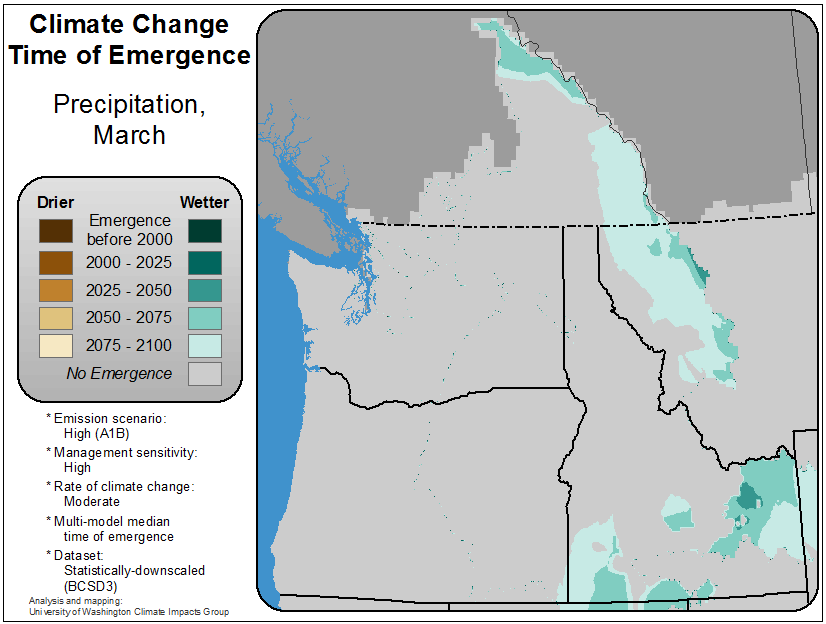 Climate Change
Time of Emergence
Precipitation,
March
Drier Wetter
Emergence
before 2000
2000 - 2025
2025 - 2050
2050 - 2075
2075 - 2100
No Emergence
* Emission scenario:
High (A1B)
* Management sensitivity:
High
* Rate of climate change:
Moderate
* Multi-model median
time of emergence
* Dataset:
Statistically-downscaled
(BCSD3)
Analysis and mapping:
University of Washington Climate Impacts Group